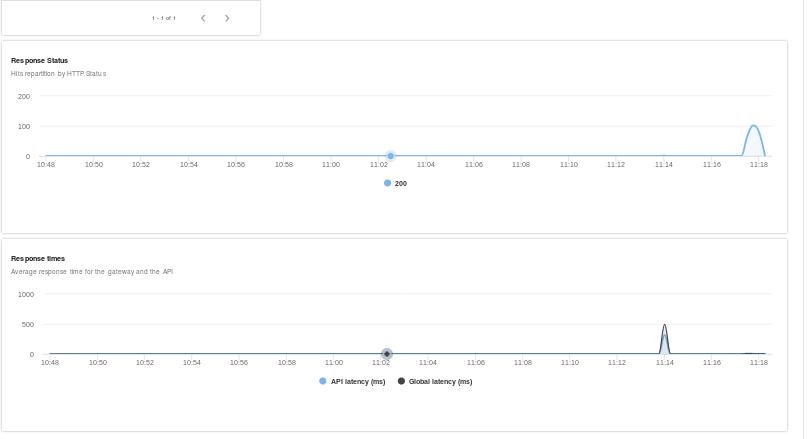 1 - 1 of 1
Response Status
Hits repartition by HTTP Status
200
100
0
10:48 10:50 10:52 10:54 10:56 10:58 11:00 11:02 11:04 11:06 11:08 11:10 11:12 11:14 11:16 11:18
200
Response times
Average response time for the gateway and the API
1000
500
0
10:48 10:50 10:52 10:54 10:56 10:58 11:00 11:02 11:04 11:06 11:08 11:10 11:12 11:14 11:16 11:18
API latency (ms) Global latency (ms)